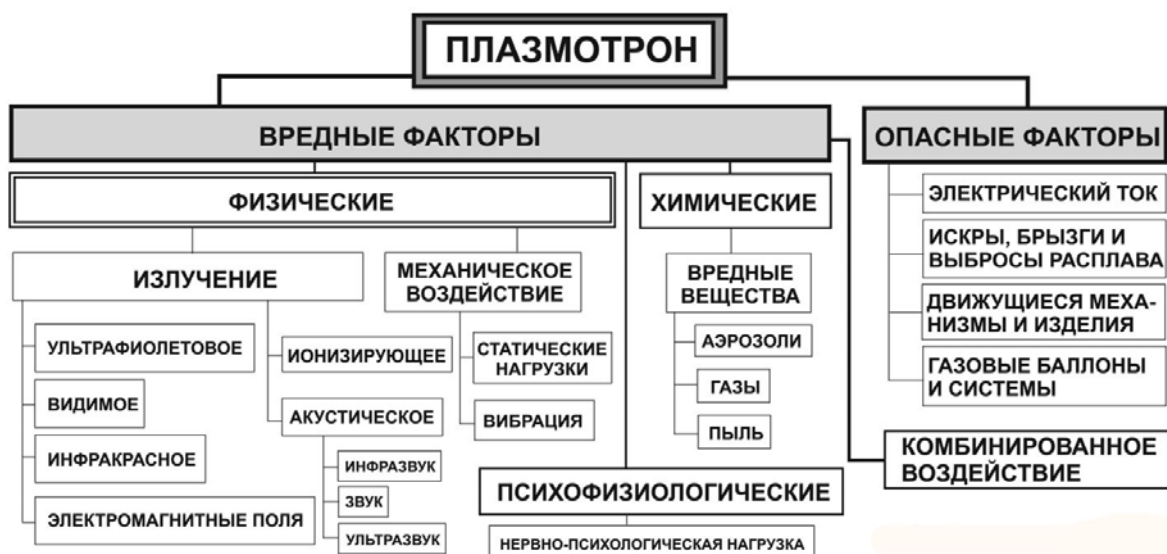 ПЛАЗМОТРОН
ВРЕДНЫЕ ФАКТОРЫ
ОПАСНЫЕ ФАКТОРЫ
ФИЗИЧЕСКИЕ
ХИМИЧЕСКИЕ
ИЗЛУЧЕНИЕ
УЛЬТРАФИОЛЕТОВОЕ
ВИДИМОЕ
ИНФРАКРАСНОЕ
ЭЛЕКТРОМАГНИТНЫЕ ПОЛЯ
ИОНИЗИРУЮЩЕЕ
АКУСТИЧЕСКОЕ
ИНФРАЗВУК
ЗВУК
УЛЬТРАЗВУК
МЕХАНИЧЕСКОЕ
ВОЗДЕЙСТВИЕ
СТАТИЧЕСКИЕ
НАГРУЗКИ
ВИБРАЦИЯ
ВРЕДНЫЕ
ВЕЩЕСТВА
АЭРОЗОЛИ
ГАЗЫ
ПЫЛЬ
ПСИХОФИЗИОЛОГИЧЕСКИЕ
НЕРВНО-ПСИХОЛОГИЧЕСКАЯ НАГРУЗКА
ЭЛЕКТРИЧЕСКИЙ ТОК
ИСКРЫ, БРЫЗГИ И
ВЫБРОСЫ РАСПЛАВА
ДВИЖУЩИЕСЯ МЕХА-
НИЗМЫ И ИЗДЕЛИЯ
ГАЗОВЫЕ БАЛЛОНЫ
И СИСТЕМЫ
КОМБИНИРОВАННОЕ
ВОЗДЕЙСТВИЕ